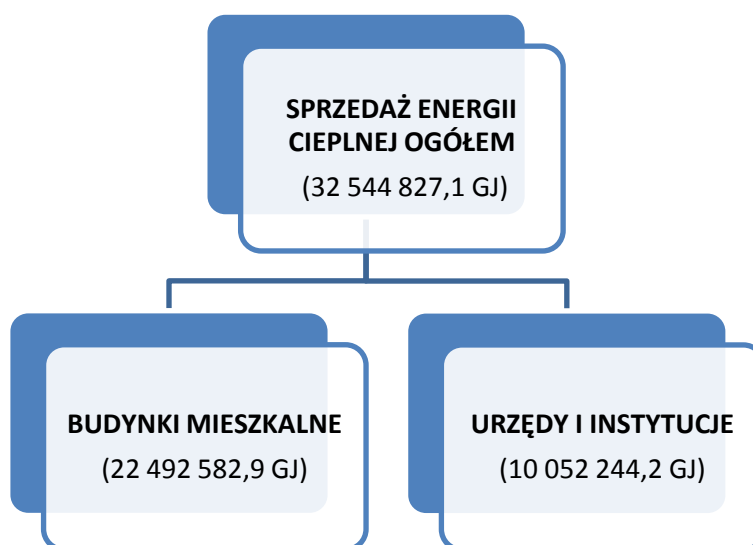 SPRZEDAŻ ENERGII
CIEPLNEJ OGÓŁEM
(32 544 827,1 GJ)
BUDYNKI MIESZKALNE
(22 492 582,9 GJ)
URZĘDY I INSTYTUCJE
(10 052 244,2 GJ)